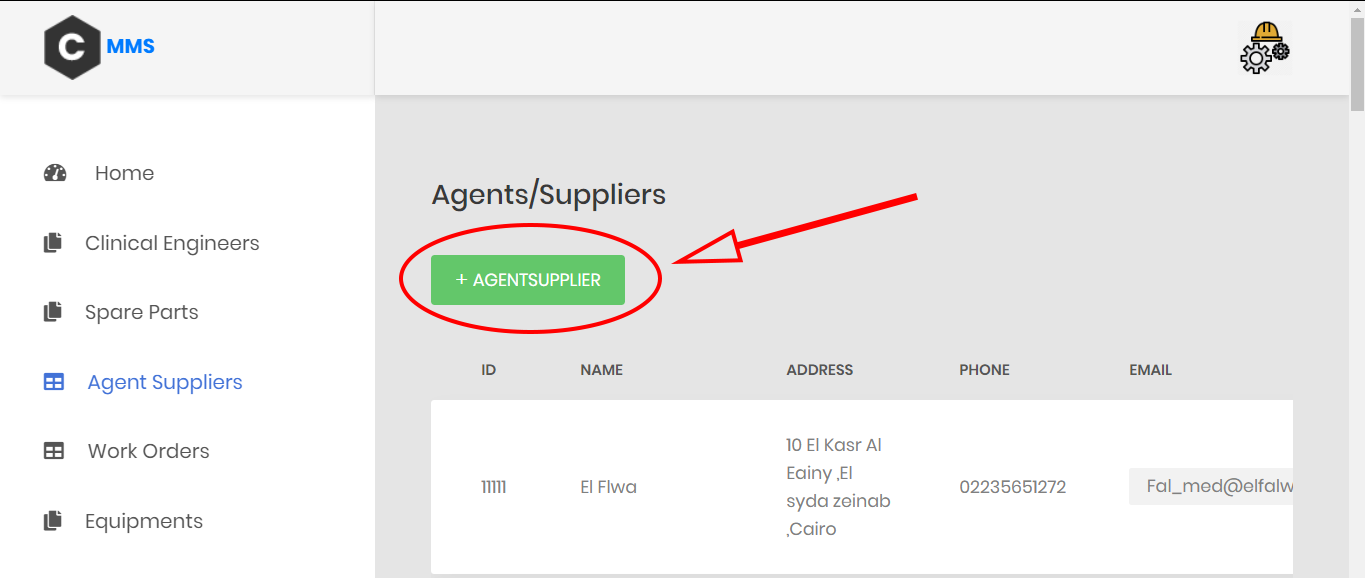 C MMS
Home
Clinical Engineers
Spare Parts
Agent Suppliers
Work Orders
Equipments
Agents/Suppliers
+ AGENTSUPPLIER
ID NAME ADDRESS PHONE EMAIL
11111 El Flwa 10 El Kasr Al
Eainy ,El
syda zeinab
,Cairo
02235651272 Fal_med@elfalw